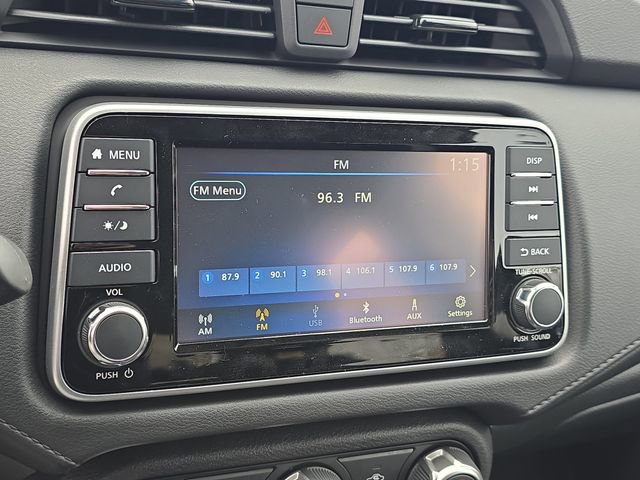 MENU
AUDIO
VOL
PUSH
FM
1:15
FM Menu
96.3 FM
1 87.9 2 90.1 3 98.1 4 106.1 5 107.9 6 107.9
AM FM USB Bluetooth AUX Settings
DISP
BACK
TUNE·SCROLL
PUSH SOUND